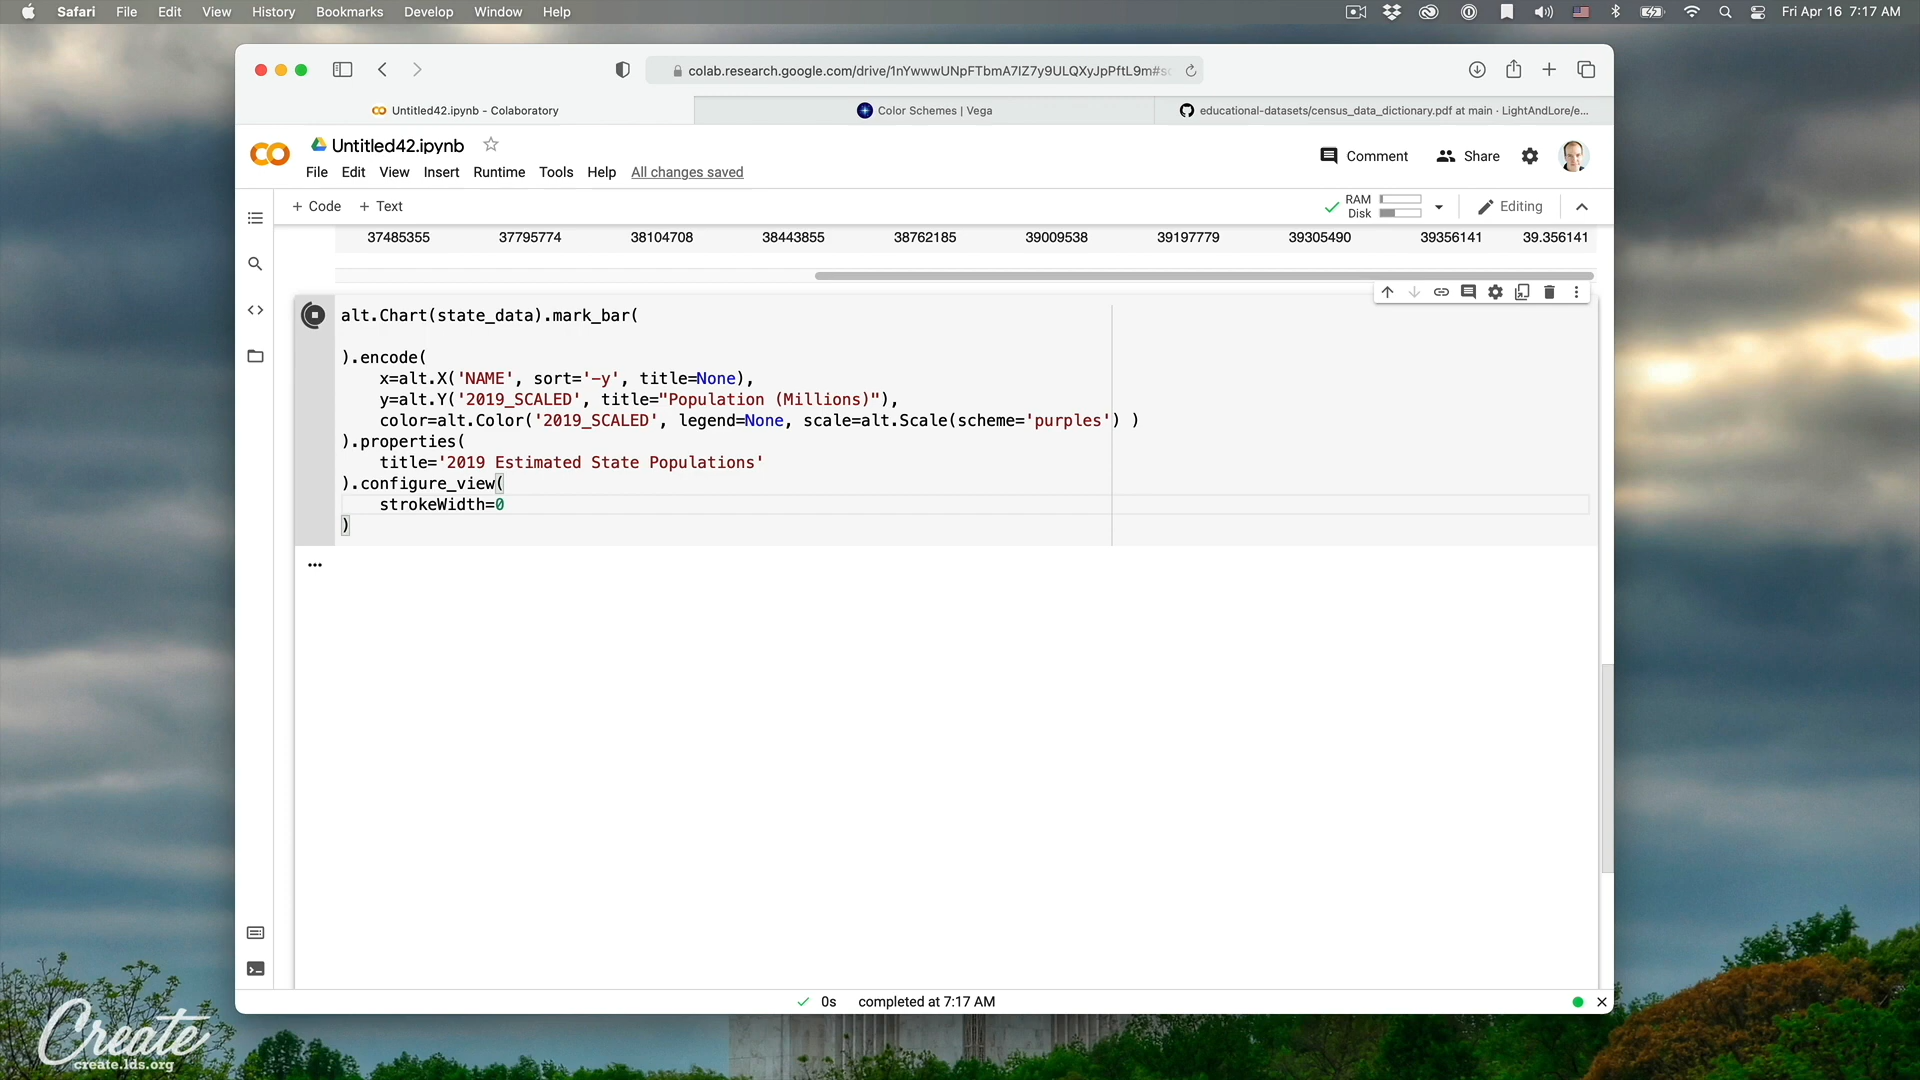 Safari File Edit View History Bookmarks Develop Window Help Fri Apr 16 7:17 AM
colab.research.google.com/drive/1nYwwwUNpFTbmA7IZ7y9ULQXyJpPftL9m#sc
Untitled42.ipynb - Colaboratory
Color Schemes | Vega
educational-datasets/census_data_dictionary.pdf at main · LightAndLore/e...
Untitled42.ipynb
File Edit View Insert Runtime Tools Help All changes saved
Comment Share
+ Code + Text
RAM
Disk
Editing
37485355 37795774 38104708 38443855 38762185 39009538 39197779 39305490 39356141 39.356141
alt.Chart(state_data).mark_bar(
).encode(
x=alt.X('NAME', sort='-y', title=None),
y=alt.Y('2019_SCALED', title="Population (Millions)"),
color=alt.Color('2019_SCALED', legend=None, scale=alt.Scale(scheme='purples') )
).properties(
title='2019 Estimated State Populations'
).configure_view(
strokeWidth=0
)
...
0s completed at 7:17 AM
Create
create.lds.org